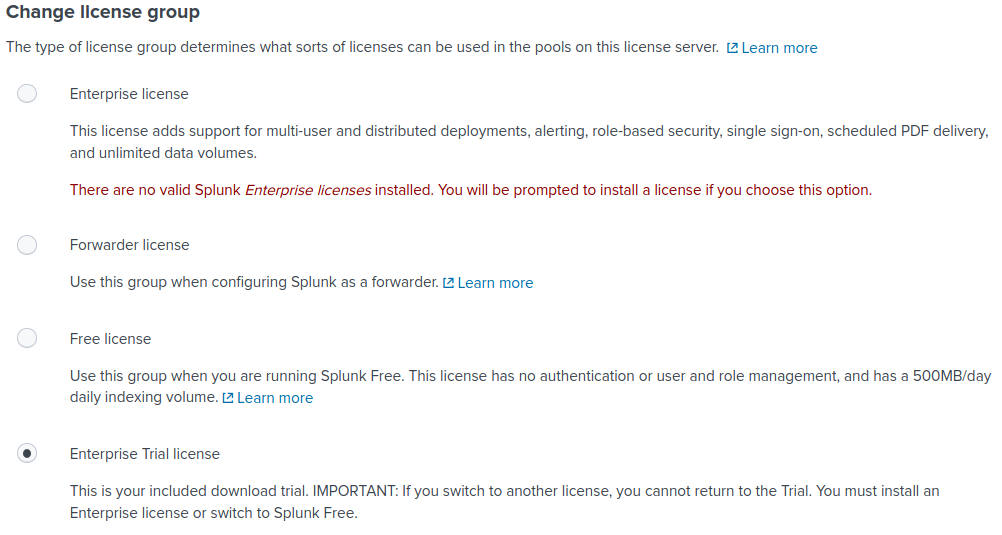 Change lIcense group
The type of license group determines what sorts of licenses can be used in the pools on this license server. Learn more
Enterprise license
This license adds support for multi-user and distributed deployments, alerting, role-based security, single sign-on, scheduled PDF delivery,
and unlimited data volumes.
There are no valid Splunk Enterprise licenses installed. You will be prompted to install a license if you choose this option.
Forwarder license
Use this group when configuring Splunk as a forwarder. Learn more
Free license
Use this group when you are running Splunk Free. This license has no authentication or user and role management, and has a 500MB/day
daily indexing volume. Learn more
Enterprise Trial license
This is your included download trial. IMPORTANT: If you switch to another license, you cannot return to the Trial. You must install an
Enterprise license or switch to Splunk Free.